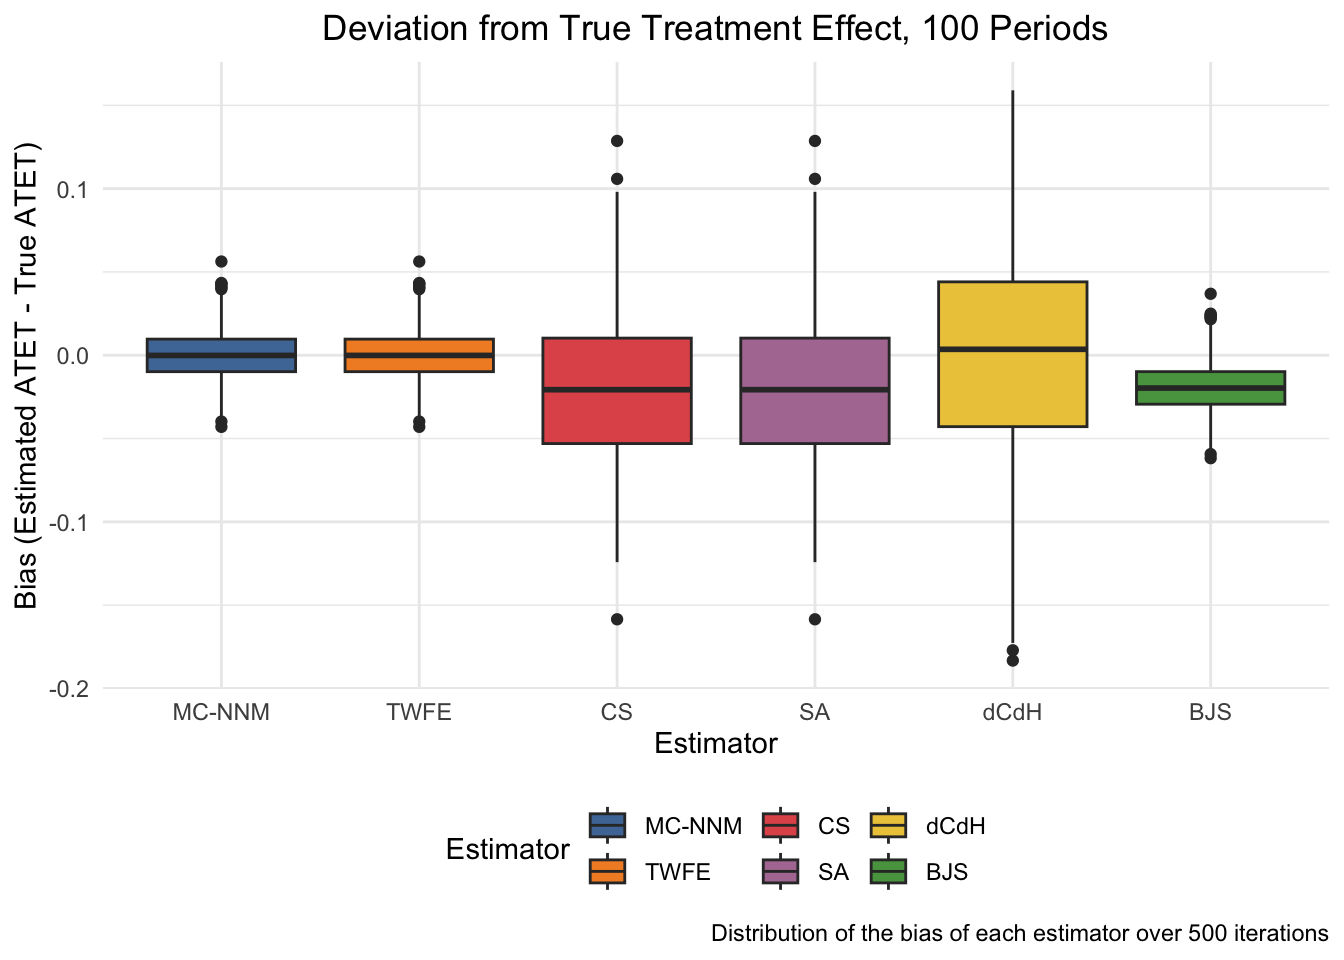 Deviation from True Treatment Effect, 100 Periods
Bias (Estimated ATET - True ATET)
0.1
0.0
-0.1
-0.2
MC-NNM TWFE CS SA dCdH BJS
Estimator
Estimator
MC-NNM CS dCdH
TWFE SA BJS
Distribution of the bias of each estimator over 500 iterations